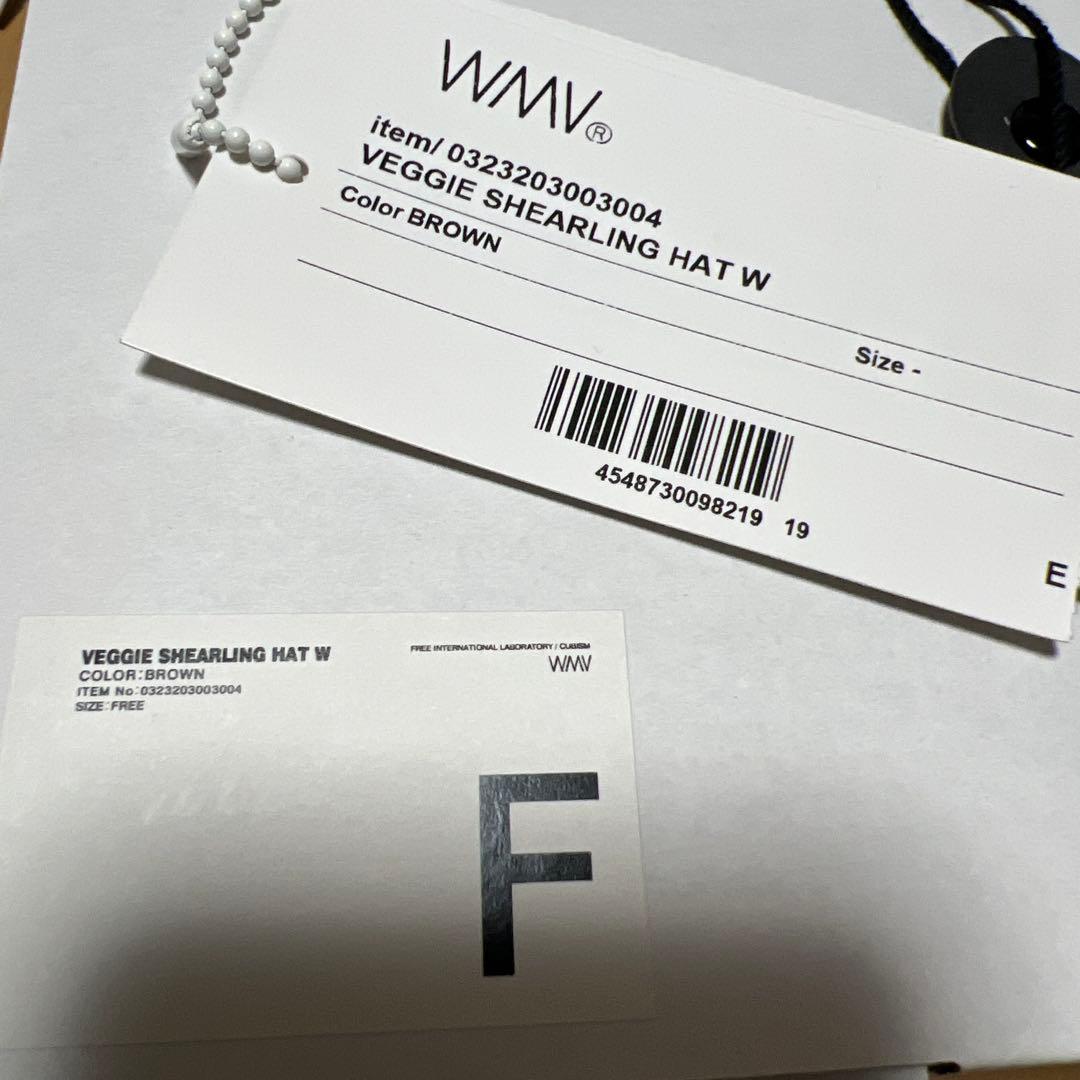 WMV®
item/ 0323203003004
VEGGIE SHEARLING HAT W
Color BROWN
Size -
4548730098219 19
E
VEGGIE SHEARLING HAT W
COLOR:BROWN
ITEM No:0323203003004
SIZE:FREE
FREE INTERNATIONAL LABORATORY / CUBISM
WMV
F